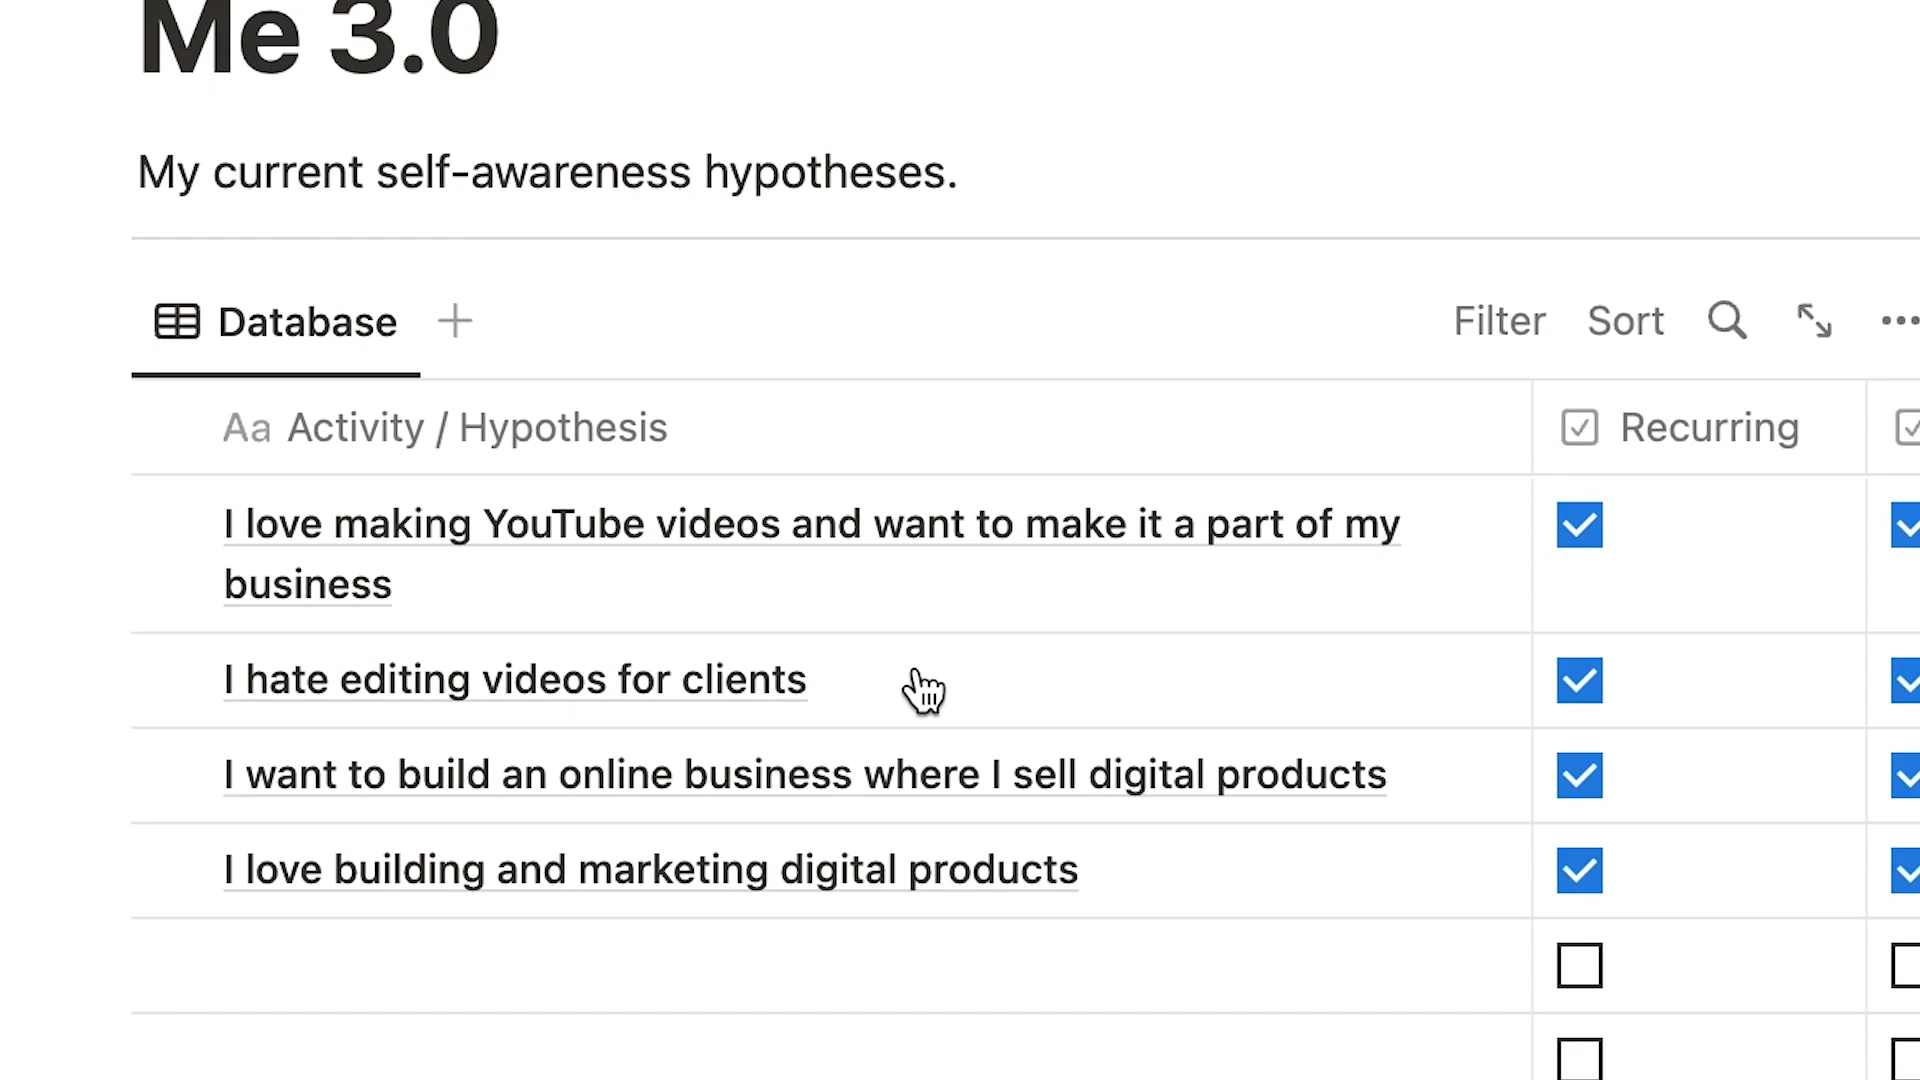 Me 3.0
My current self-awareness hypotheses.
Database
Filter Sort
Aa Activity / Hypothesis Recurring
I love making YouTube videos and want to make it a part of my
business
I hate editing videos for clients
I want to build an online business where I sell digital products
I love building and marketing digital products